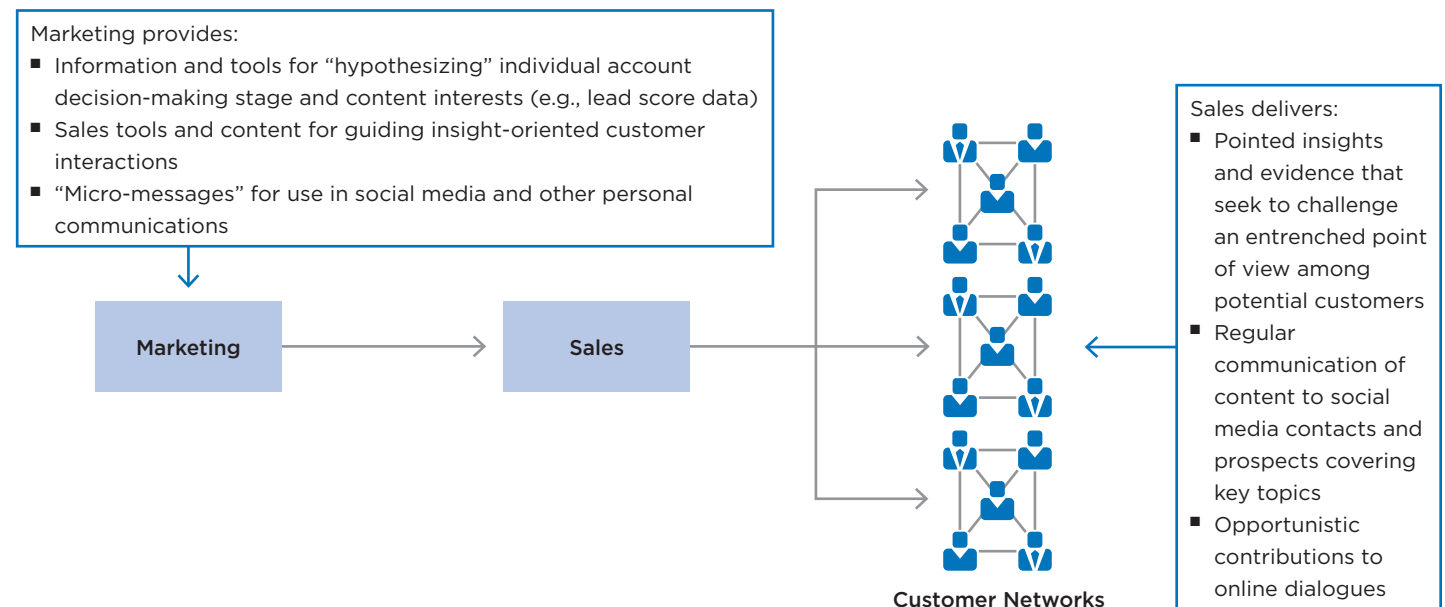 Marketing provides:
■ Information and tools for “hypothesizing” individual account
decision-making stage and content interests (e.g., lead score data)
■ Sales tools and content for guiding insight-oriented customer
interactions
■ “Micro-messages” for use in social media and other personal
communications
Marketing
Sales
Customer Networks
Sales delivers:
■ Pointed insights
and evidence that
seek to challenge
an entrenched point
of view among
potential customers
■ Regular
communication of
content to social
media contacts and
prospects covering
key topics
■ Opportunistic
contributions to
online dialogues